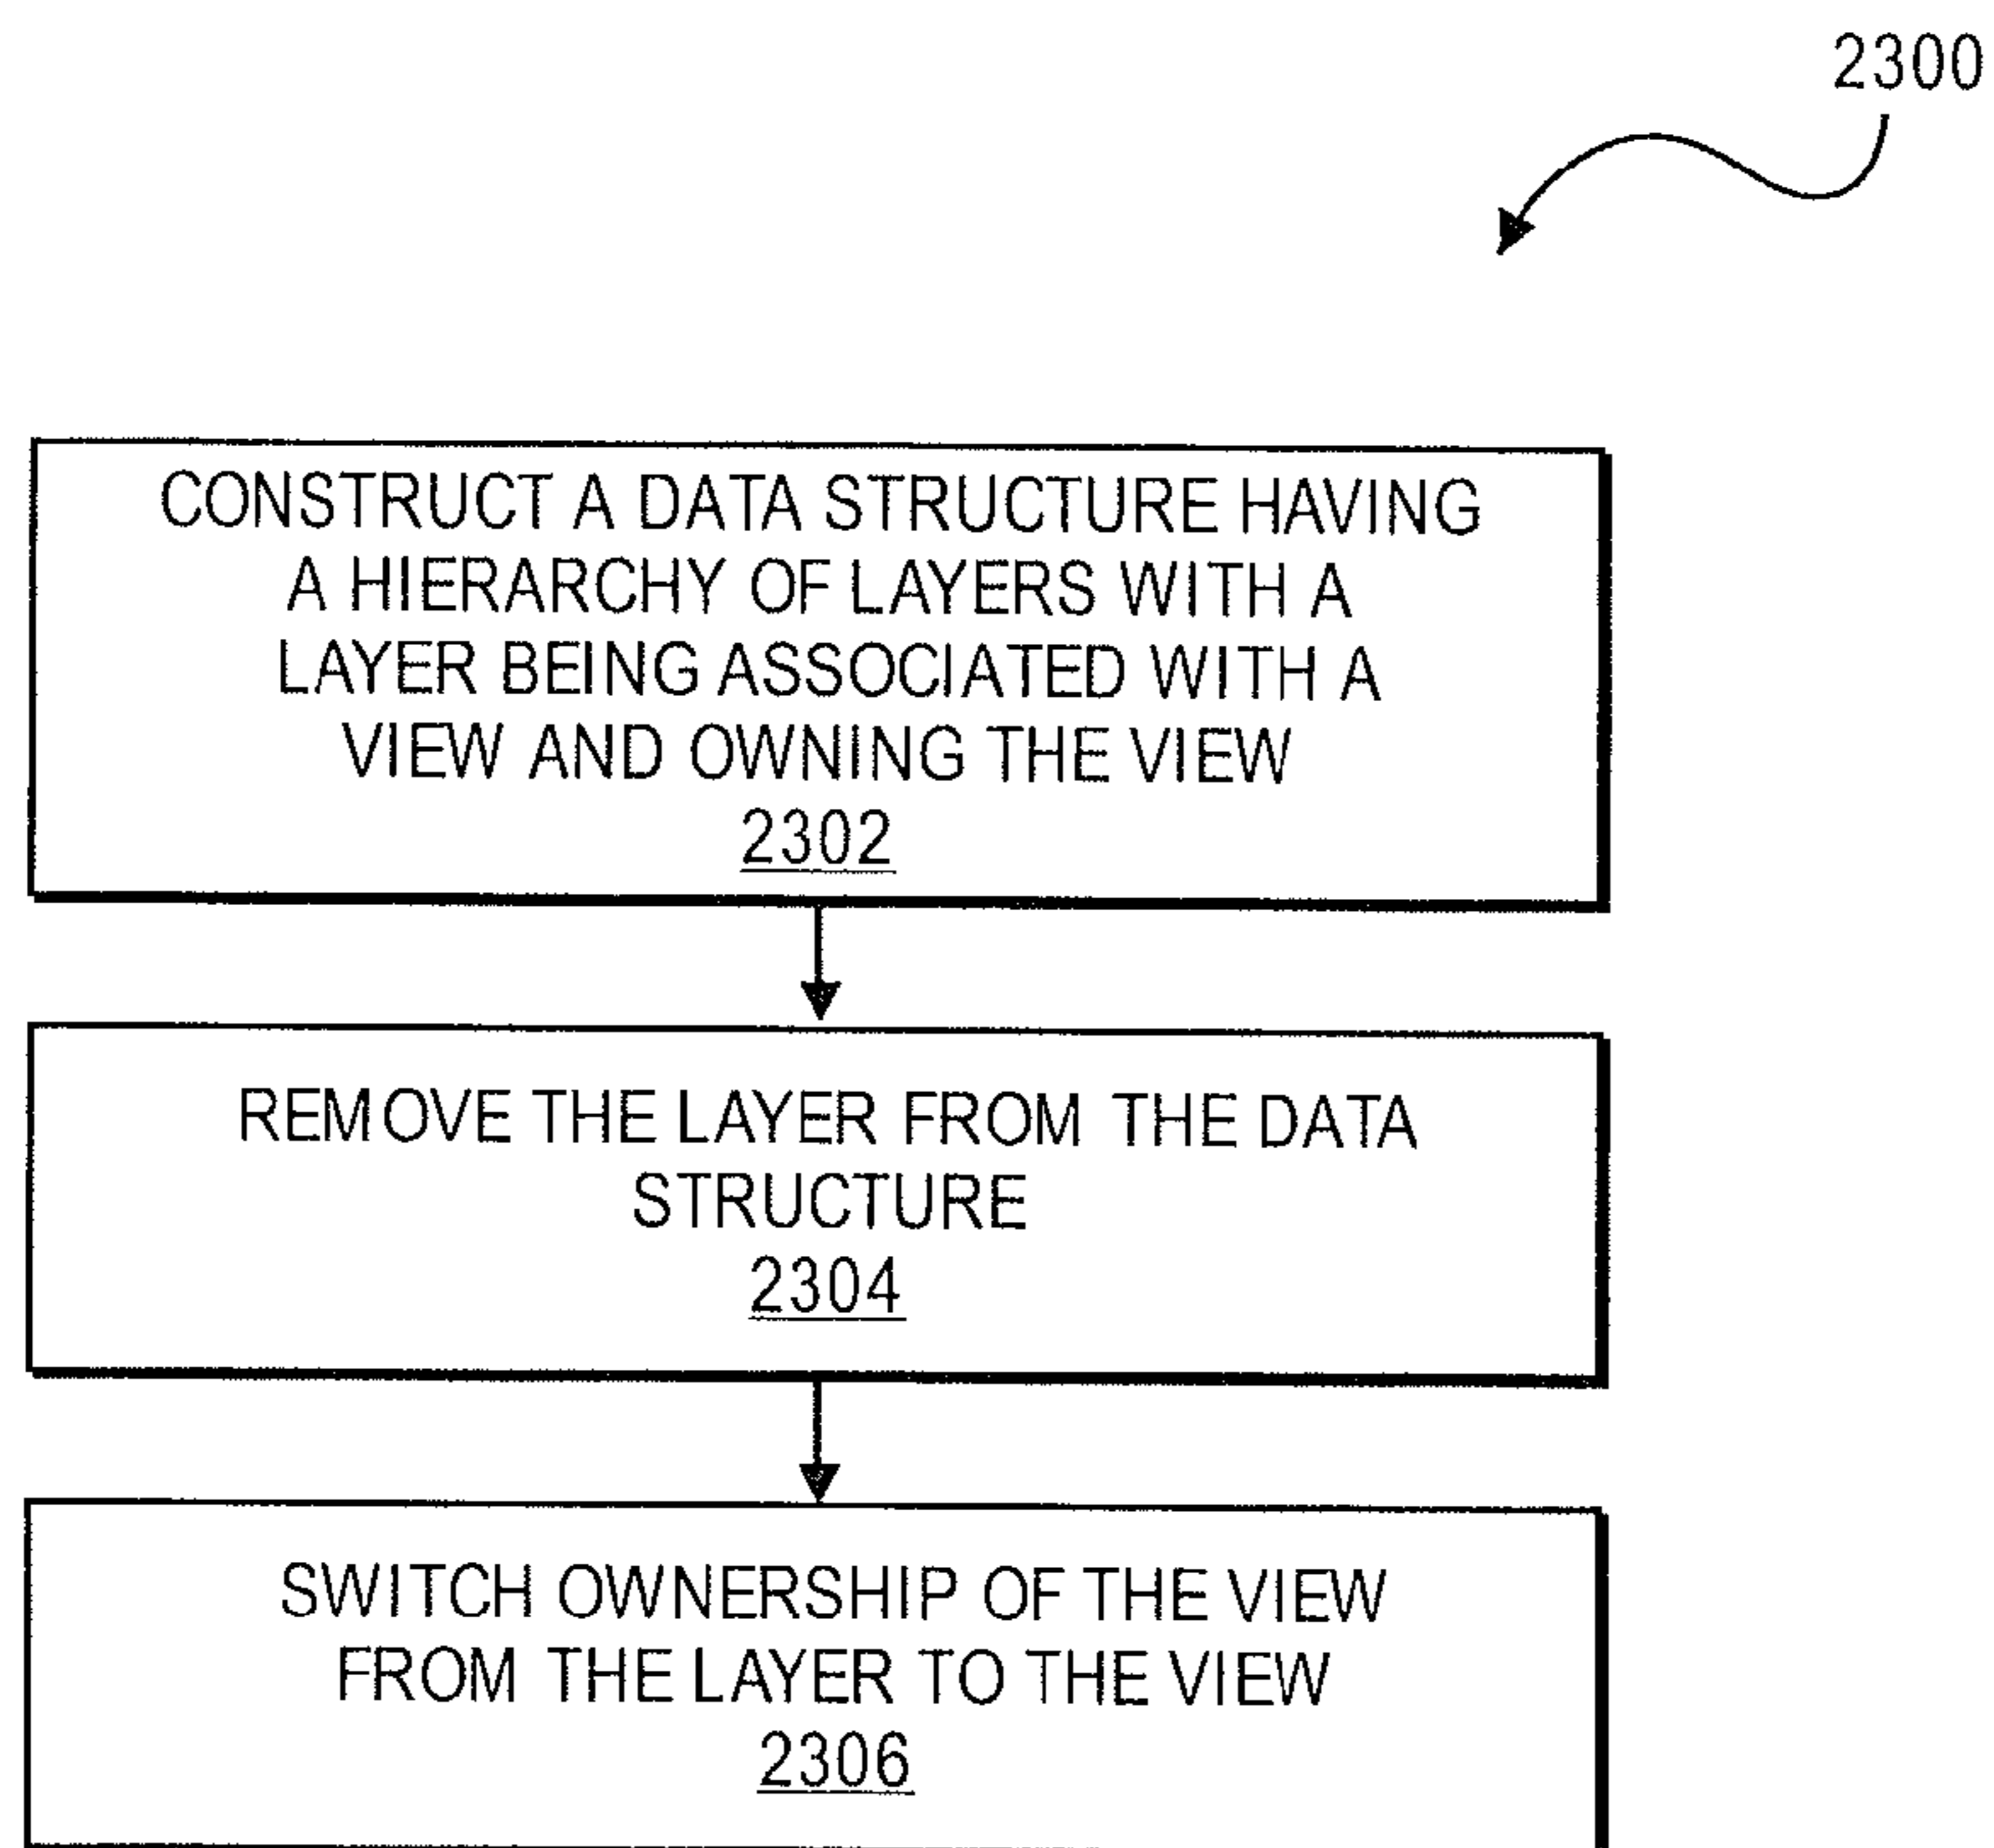 2300
CONSTRUCT A DATA STRUCTURE HAVING
A HIERARCHY OF LAYERS WITH A
LAYER BEING ASSOCIATED WITH A
VIEW AND OWNING THE VIEW
2302
REMOVE THE LAYER FROM THE DATA
STRUCTURE
2304
SWITCH OWNERSHIP OF THE VIEW
FROM THE LAYER TO THE VIEW
2306